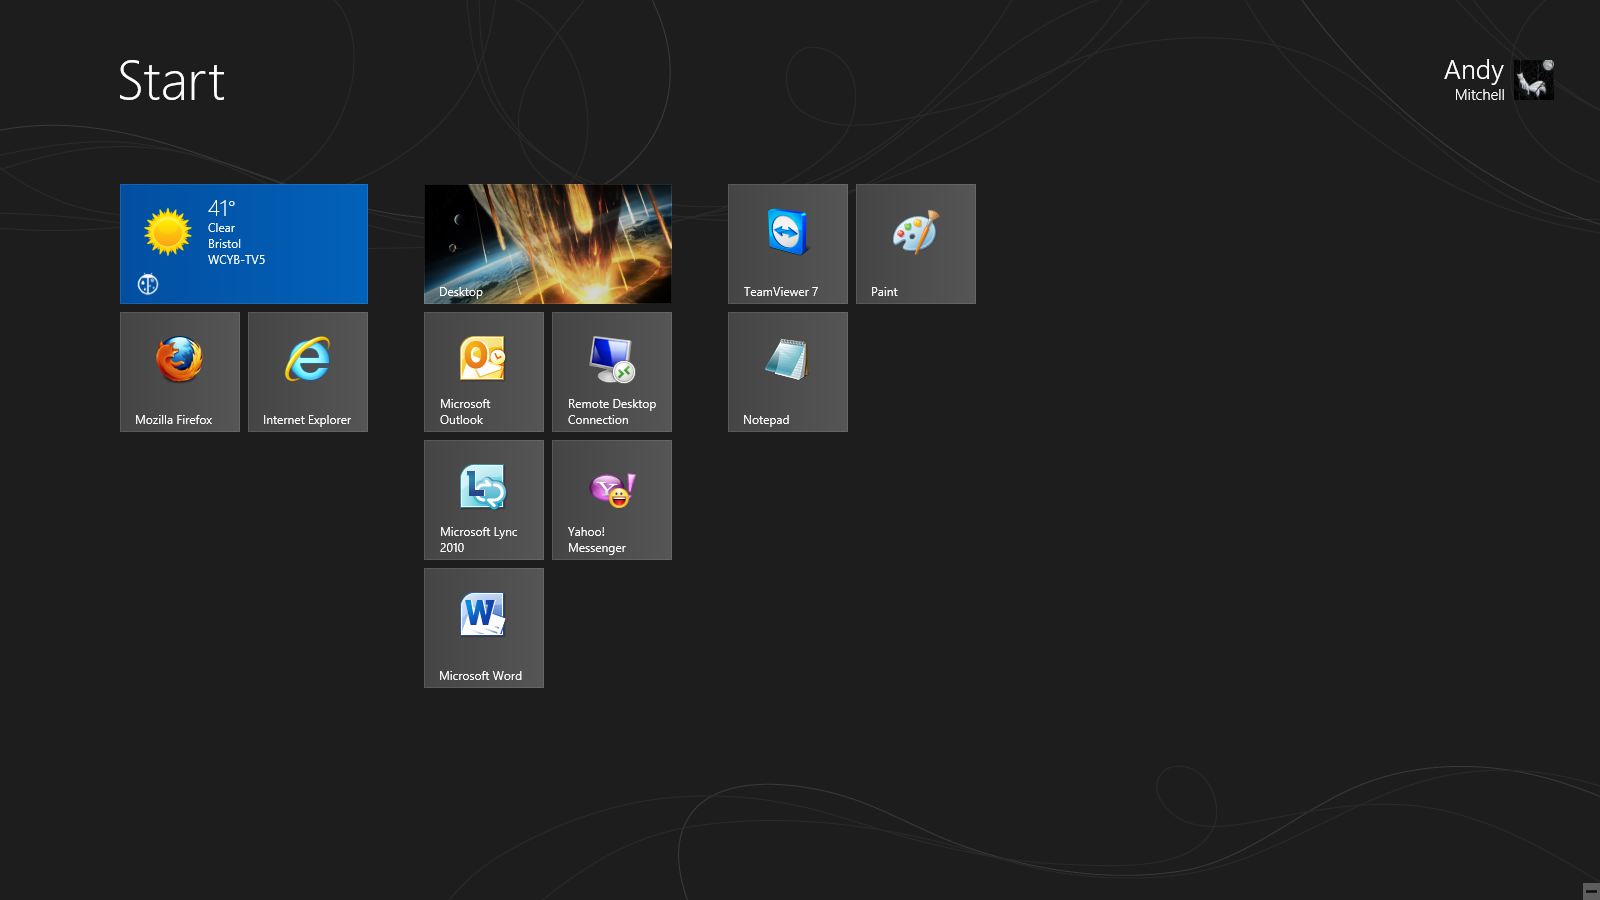 Start
Andy
Mitchell
41°
Clear
Bristol
WCYB-TV5
Mozilla Firefox
Internet Explorer
Desktop
Microsoft
Outlook
Remote Desktop
Connection
Microsoft Lync
2010
Yahoo!
Messenger
Microsoft Word
TeamViewer 7
Paint
Notepad